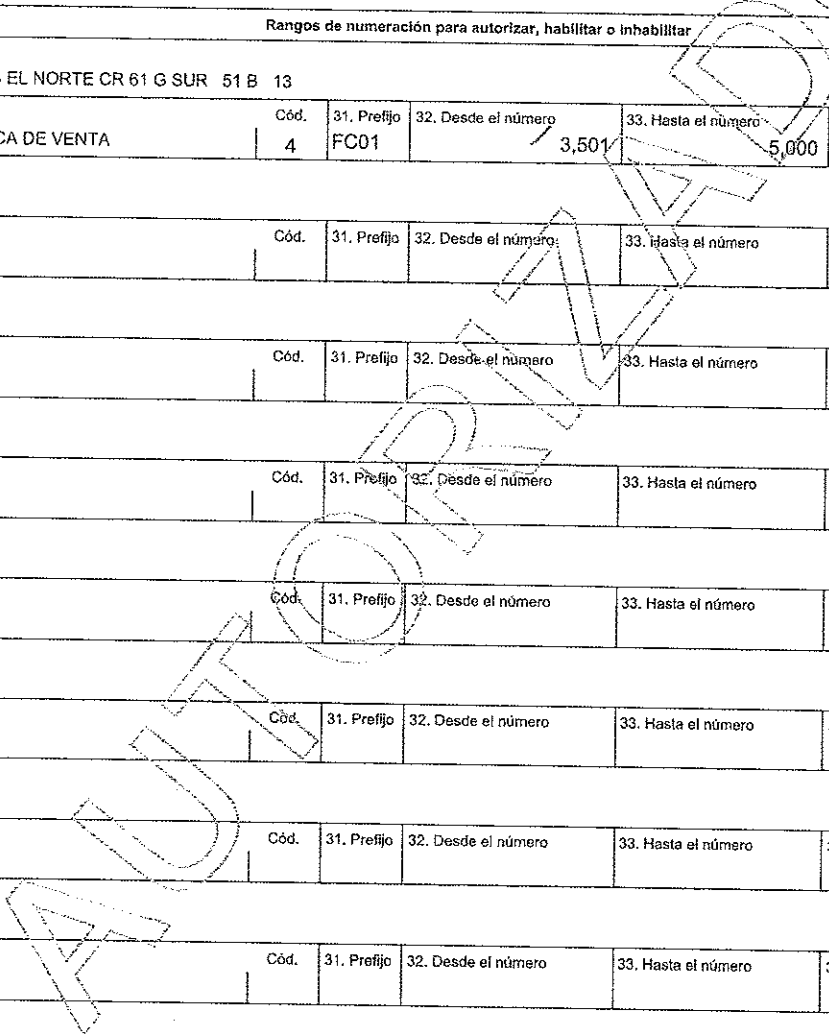 Rangos de numeración para autorizar, habilitar o inhabilitar
EL NORTE CR 61 G SUR 51 B 13
Cód. 31. Prefijo 32. Desde el número 33. Hasta el número
CA DE VENTA 4 FC01 3,501 5,000
Cód. 31. Prefijo 32. Desde el número 33. Hasta el número
Cód. 31. Prefijo 32. Desde el número 33. Hasta el número
Cód. 31. Prefijo 32. Desde el número 33. Hasta el número
Cód. 31. Prefijo 32. Desde el número 33. Hasta el número
Cód. 31. Prefijo 32. Desde el número 33. Hasta el número
Cód. 31. Prefijo 32. Desde el número 33. Hasta el número
Cód. 31. Prefijo 32. Desde el número 33. Hasta el número
AUTORIZAD